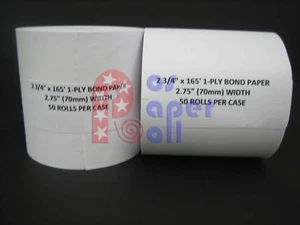 2 3/4" x 165' 1-PLY BOND PAPER
2.75" (70mm) WIDTH
50 ROLLS PER CASE
2 3/4" x 165' 1-PLY BOND PAPER
2.75" (70mm) WIDTH
50 ROLLS PER CASE
Pos
Paper
Roll